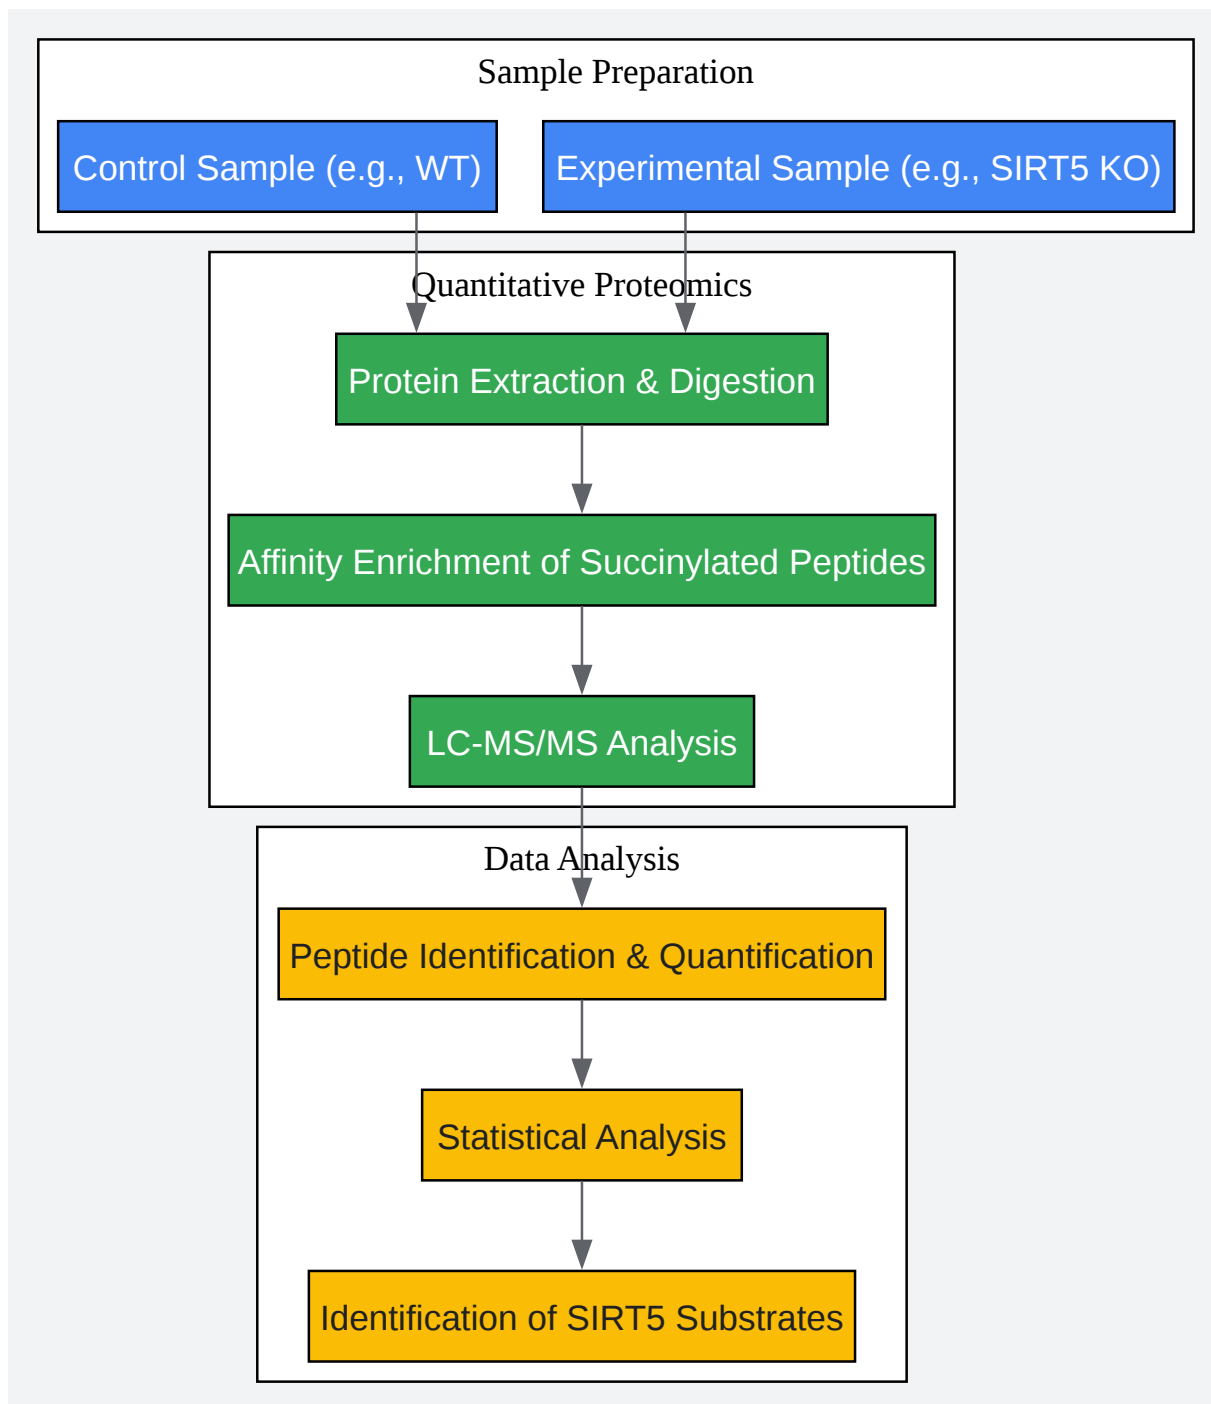 Sample Preparation
Control Sample (e.g., WT)
Experimental Sample (e.g., SIRT5 KO)
Quantitative Proteomics
Protein Extraction & Digestion
Affinity Enrichment of Succinylated Peptides
LC-MS/MS Analysis
Data Analysis
Peptide Identification & Quantification
Statistical Analysis
Identification of SIRT5 Substrates